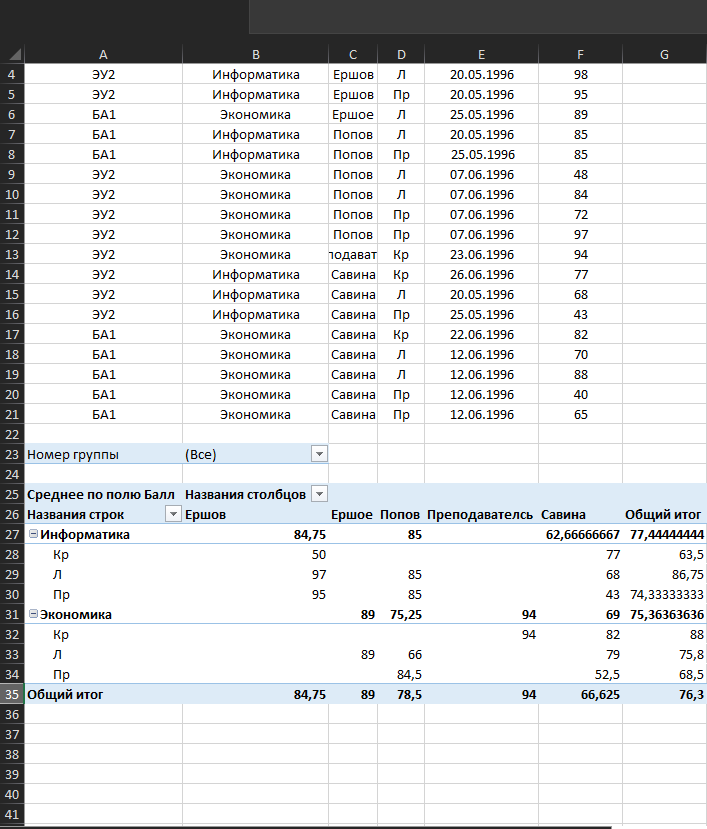 A B C D E F G
4 ЭУ2 Информатика Ершов Л 20.05.1996 98
5 ЭУ2 Информатика Ершов Пр 20.05.1996 95
6 БА1 Экономика Ершое Л 25.05.1996 89
7 БА1 Информатика Попов Л 20.05.1996 85
8 БА1 Информатика Попов Пр 25.05.1996 85
9 ЭУ2 Экономика Попов Л 07.06.1996 48
10 ЭУ2 Экономика Попов Л 07.06.1996 84
11 ЭУ2 Экономика Попов Пр 07.06.1996 72
12 ЭУ2 Экономика Попов Пр 07.06.1996 97
13 ЭУ2 Экономика подават Кр 23.06.1996 94
14 ЭУ2 Информатика Савина Кр 26.06.1996 77
15 ЭУ2 Информатика Савина Л 20.05.1996 68
16 ЭУ2 Информатика Савина Пр 25.05.1996 43
17 БА1 Экономика Савина Кр 22.06.1996 82
18 БА1 Экономика Савина Л 12.06.1996 70
19 БА1 Экономика Савина Л 12.06.1996 88
20 БА1 Экономика Савина Пр 12.06.1996 40
21 БА1 Экономика Савина Пр 12.06.1996 65
22
23 Номер группы (Все)
24
25 Среднее по полю Балл Названия столбцов
26 Названия строк Ершов Ершое Попов Преподавателсь Савина Общий итог
27 Информатика 84,75 85 62,66666667 77,44444444
28 Кр 50 77 63,5
29 Л 97 85 68 86,75
30 Пр 95 85 43 74,33333333
31 Экономика 89 75,25 94 69 75,36363636
32 Кр 94 82 88
33 Л 89 66 79 75,8
34 Пр 84,5 52,5 68,5
35 Общий итог 84,75 89 78,5 94 66,625 76,3
36
37
38
39
40
41